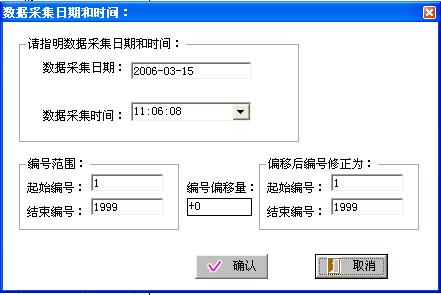 数据采集日期和时间：
请指明数据采集日期和时间：
数据采集日期： 2006-03-15
数据采集时间： 11:06:08
编号范围：
起始编号： 1
结束编号： 1999
编号偏移量：
+0
偏移后编号修正为：
起始编号： 1
结束编号： 1999
确认
取消